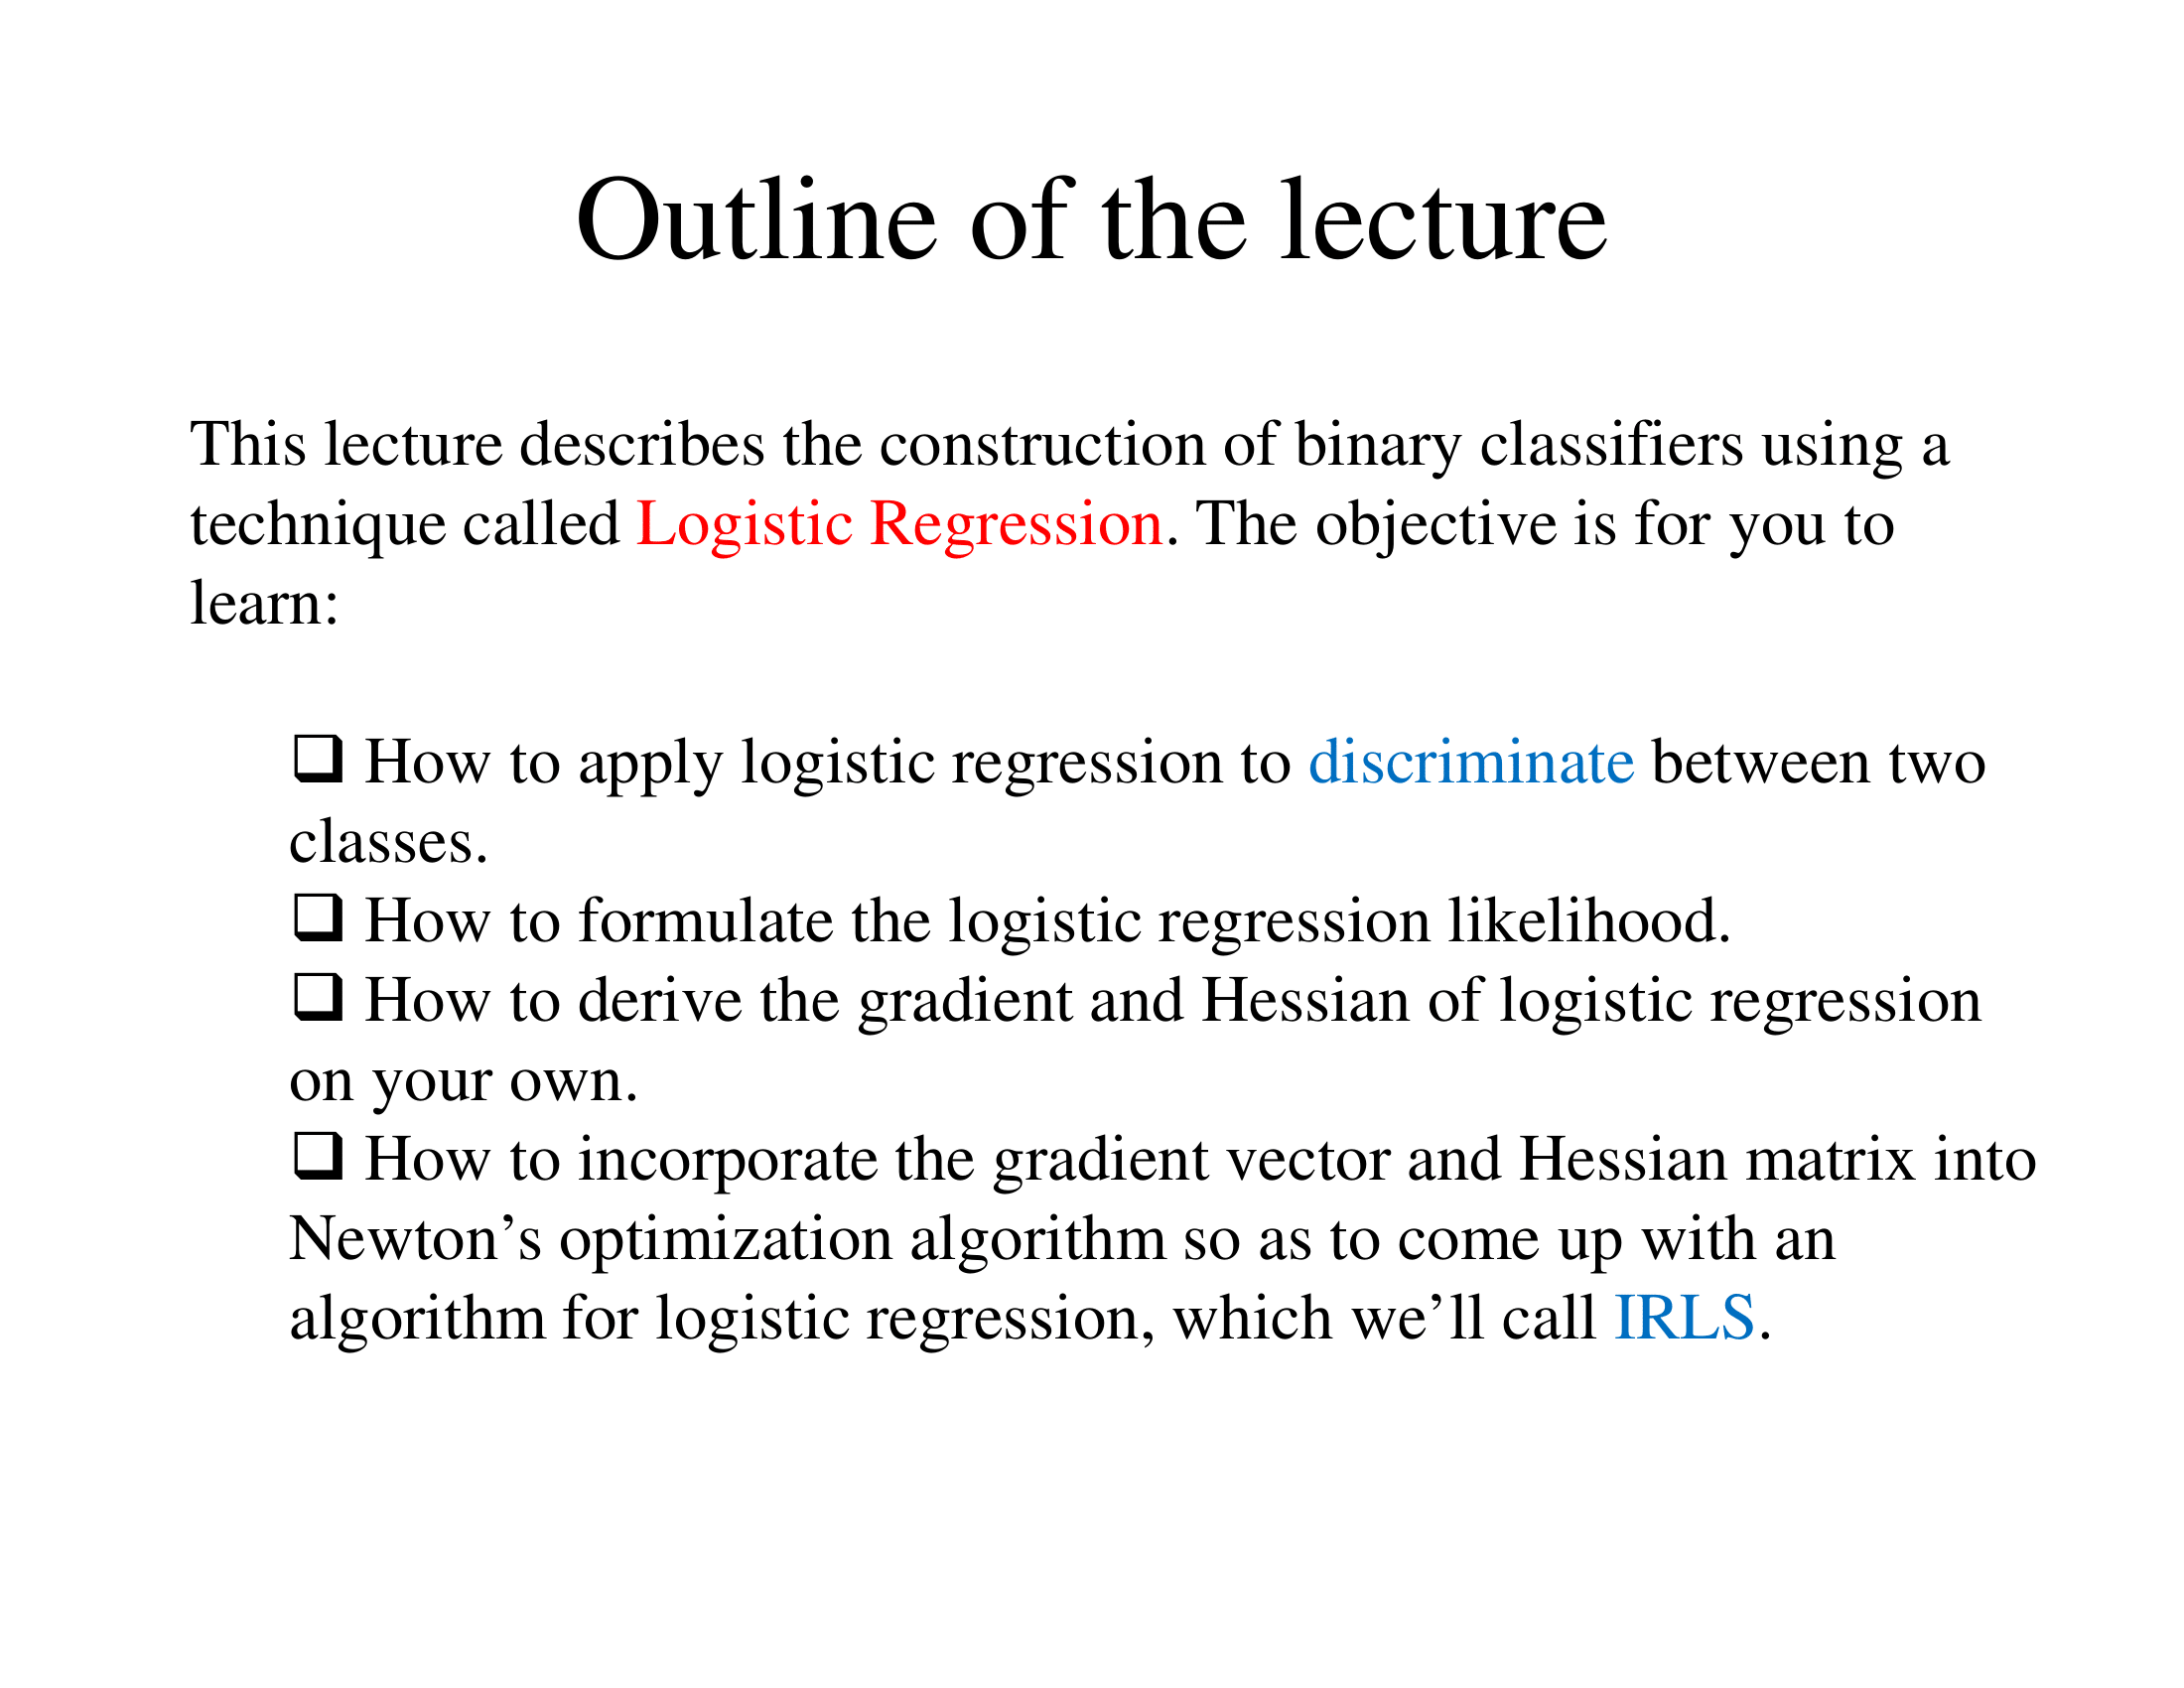 Outline of the lecture
This lecture describes the construction of binary classifiers using a
technique called Logistic Regression. The objective is for you to
learn:
❑ How to apply logistic regression to discriminate between two
classes.
❑ How to formulate the logistic regression likelihood.
❑ How to derive the gradient and Hessian of logistic regression
on your own.
❑ How to incorporate the gradient vector and Hessian matrix into
Newton’s optimization algorithm so as to come up with an
algorithm for logistic regression, which we’ll call IRLS.